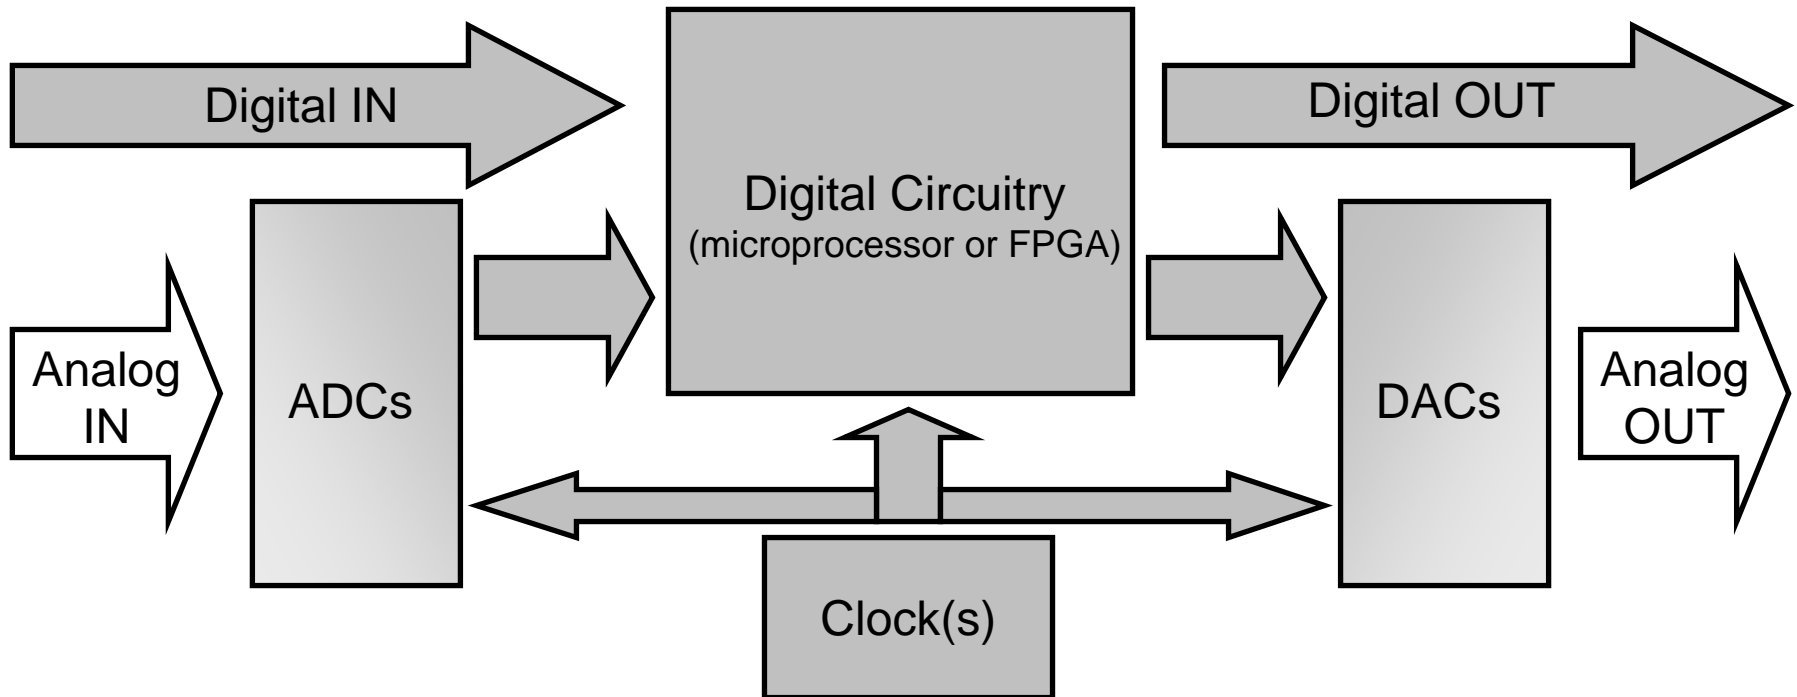 Digital IN
Digital OUT
Digital Circuitry
(microprocessor or FPGA)
Analog
IN
ADCs
DACs
Analog
OUT
Clock(s)